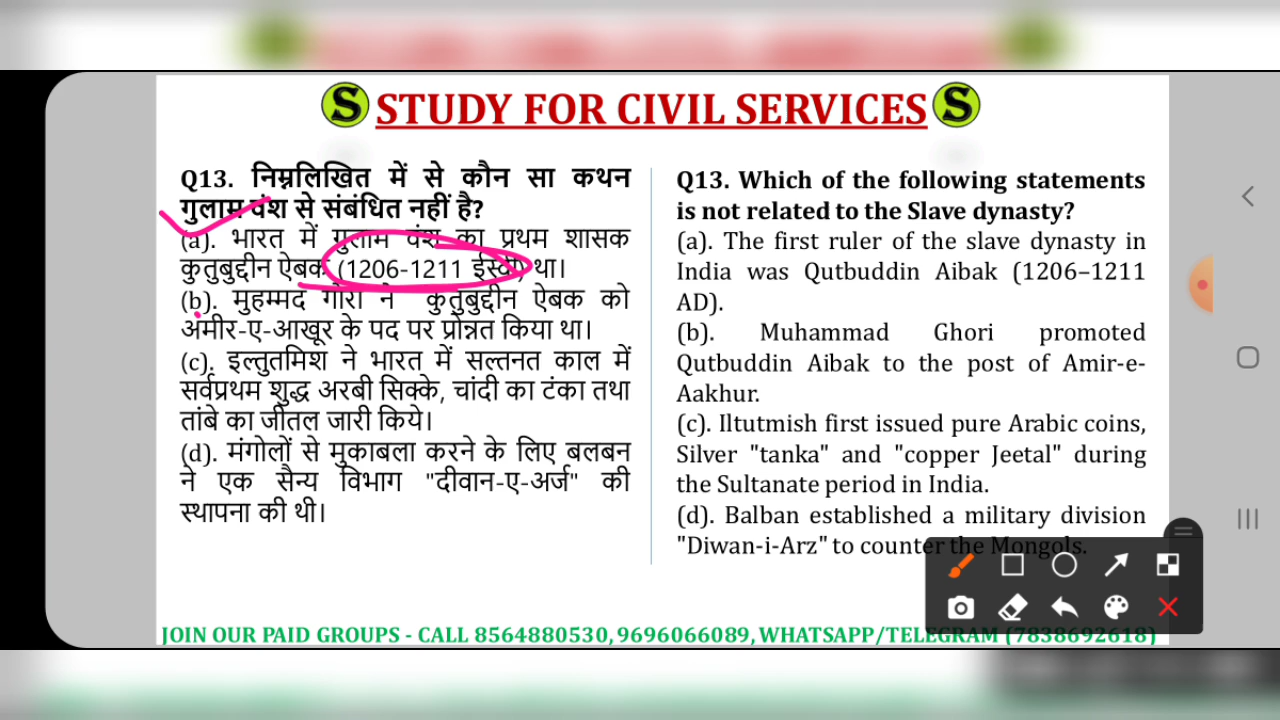 S STUDY FOR CIVIL SERVICES S
Q13. निम्नलिखित में से कौन सा कथन
गुलाम वंश से संबंधित नहीं है?
(a). भारत में गुलाम वंश का प्रथम शासक
कुतुबुद्दीन ऐबक (1206-1211 ईस्वी) था।
(b). मुहम्मद गोरी ने कुतुबुद्दीन ऐबक को
अमीर-ए-आखूर के पद पर प्रोन्नत किया था।
(c). इल्तुतमिश ने भारत में सल्तनत काल में
सर्वप्रथम शुद्ध अरबी सिक्के, चांदी का टंका तथा
तांबे का जीतल जारी किये।
(d). मंगोलों से मुकाबला करने के लिए बलबन
ने एक सैन्य विभाग "दीवान-ए-अर्ज" की
स्थापना की थी।
Q13. Which of the following statements
is not related to the Slave dynasty?
(a). The first ruler of the slave dynasty in
India was Qutbuddin Aibak (1206–1211
AD).
(b). Muhammad Ghori promoted
Qutbuddin Aibak to the post of Amir-e-
Aakhur.
(c). Iltutmish first issued pure Arabic coins,
Silver "tanka" and "copper Jeetal" during
the Sultanate period in India.
(d). Balban established a military division
"Diwan-i-Arz" to counter the Mongols.
JOIN OUR PAID GROUPS - CALL 8564880530, 9696066089, WHATSAPP/TELEGRAM (7838692618)